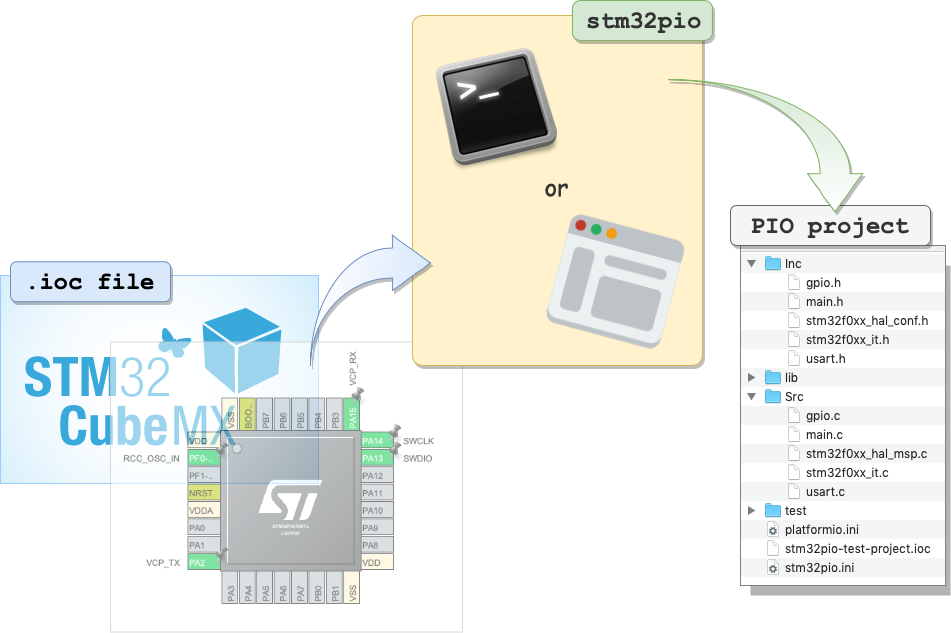 stm32pio
>_
or
PIO project
Inc
gpio.h
main.h
stm32f0xx_hal_conf.h
stm32f0xx_it.h
usart.h
lib
Src
gpio.c
main.c
stm32f0xx_hal_msp.c
stm32f0xx_it.c
usart.c
test
platformio.ini
stm32pio-test-project.ioc
stm32pio.ini
.ioc file
STM32
CubeMX
VCP_RX
VSS
BOO..
PB7
PB6
PB5
PB4
PB3
PA15
VDD
RCC_OSC_IN
PF0-..
PF1-..
NRST
VDDA
PA0
PA1
VCP_TX
PA2
ST
PA14
SWCLK
PA13
SWDIO
PA12
PA11
PA10
PA9
PA8
VDD
PA3
PA4
PA5
PA6
PA7
PB0
PB1
VSS